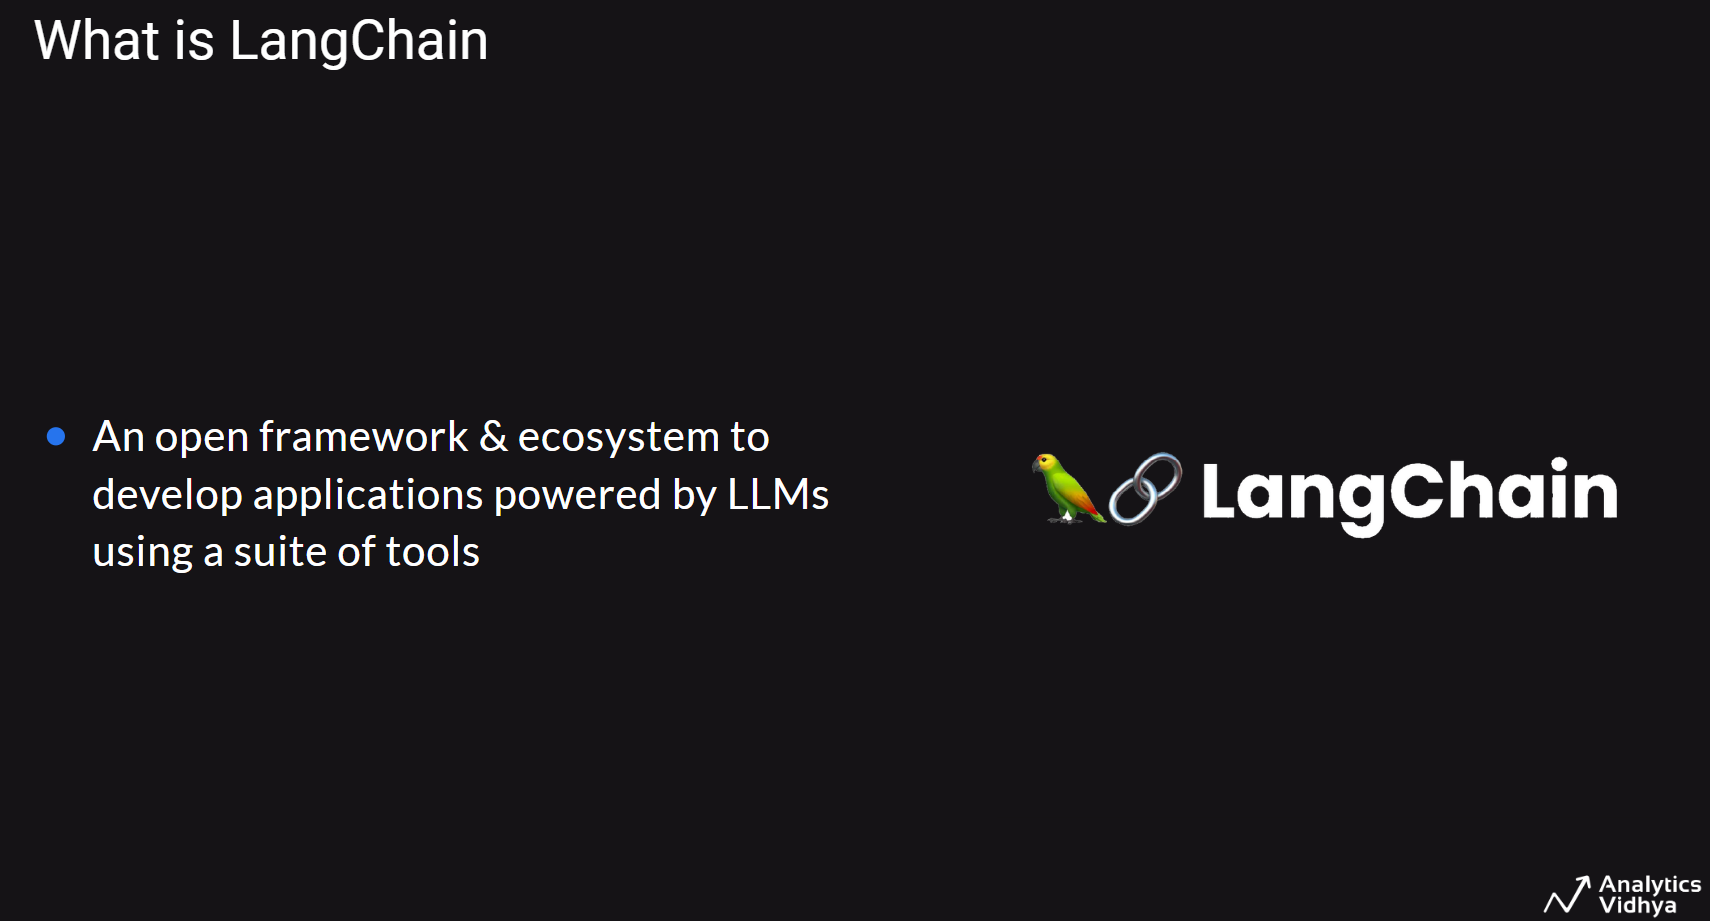 What is LangChain
An open framework & ecosystem to
develop applications powered by LLMs
using a suite of tools
LangChain
Analytics
Vidhya